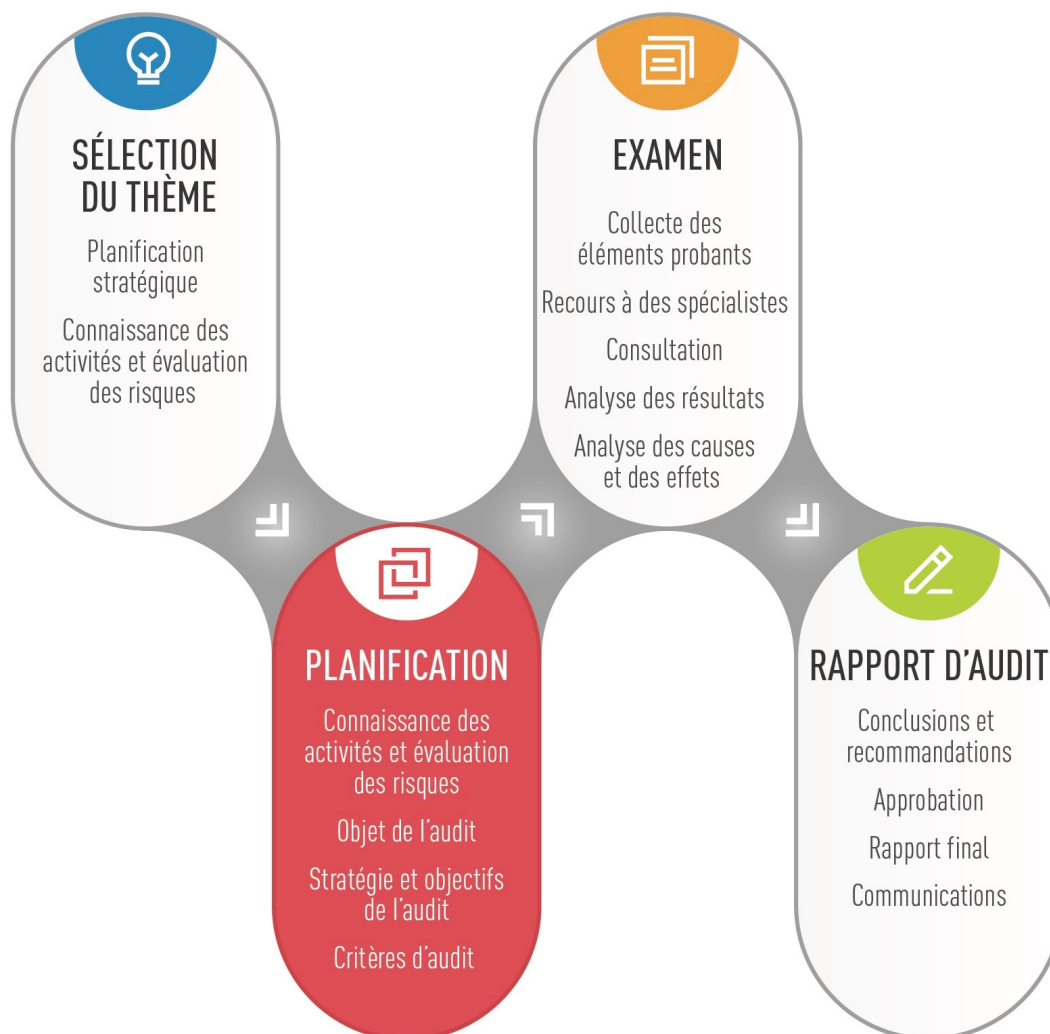 SÉLECTION
DU THÈME
Planification
stratégique
Connaissance des
activités et évaluation
des risques
PLANIFICATION
Connaissance des
activités et évaluation
des risques
Objet de l'audit
Stratégie et objectifs
de l'audit
Critères d'audit
EXAMEN
Collecte des
éléments probants
Recours à des spécialistes
Consultation
Analyse des résultats
Analyse des causes
et des effets
RAPPORT D'AUDIT
Conclusions et
recommandations
Approbation
Rapport final
Communications